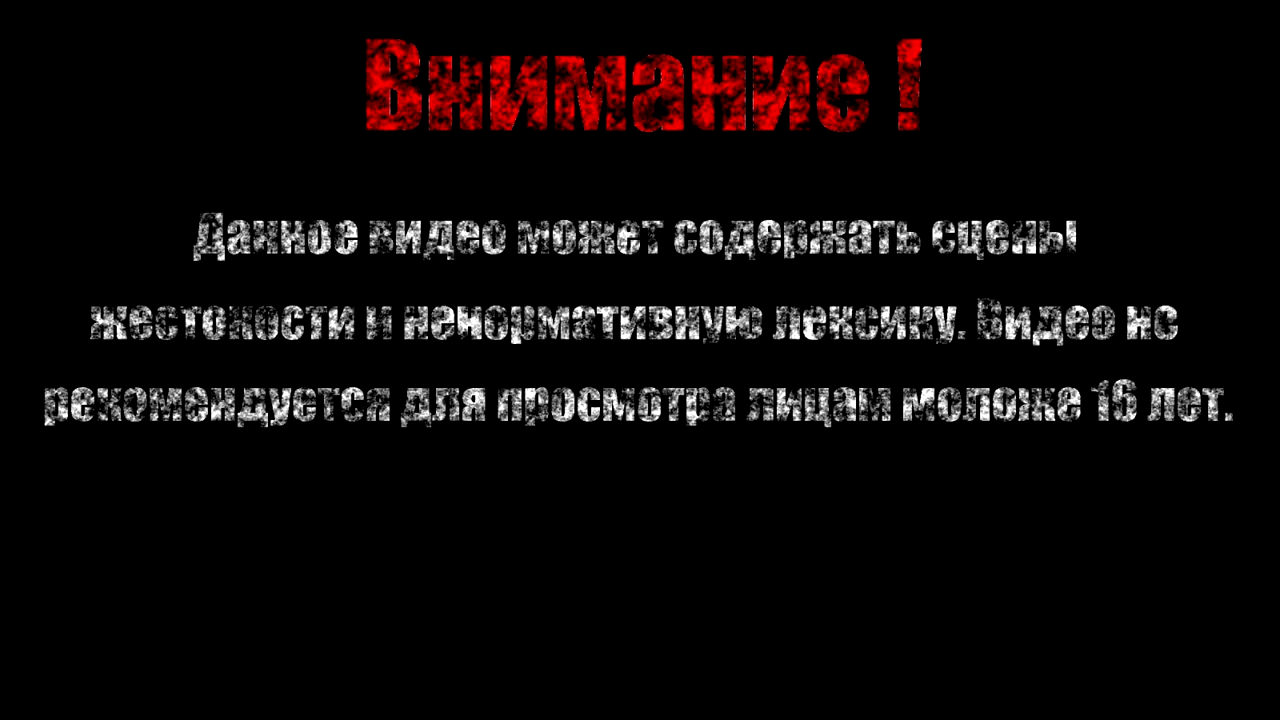 Внимание !
Данное видео может содержать сцены
жестокости и ненормативную лексику. Видео не
рекомендуется для просмотра лицам моложе 16 лет.